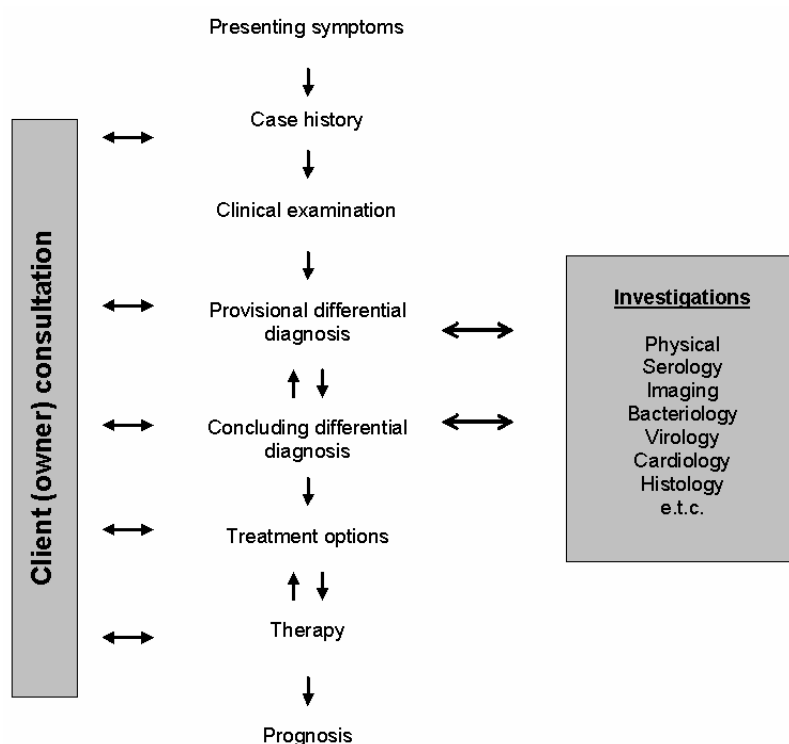 Presenting symptoms
Case history
Clinical examination
Provisional differential
diagnosis
Concluding differential
diagnosis
Treatment options
Therapy
Prognosis
Client (owner) consultation
Investigations
Physical
Serology
Imaging
Bacteriology
Virology
Cardiology
Histology
e.t.c.